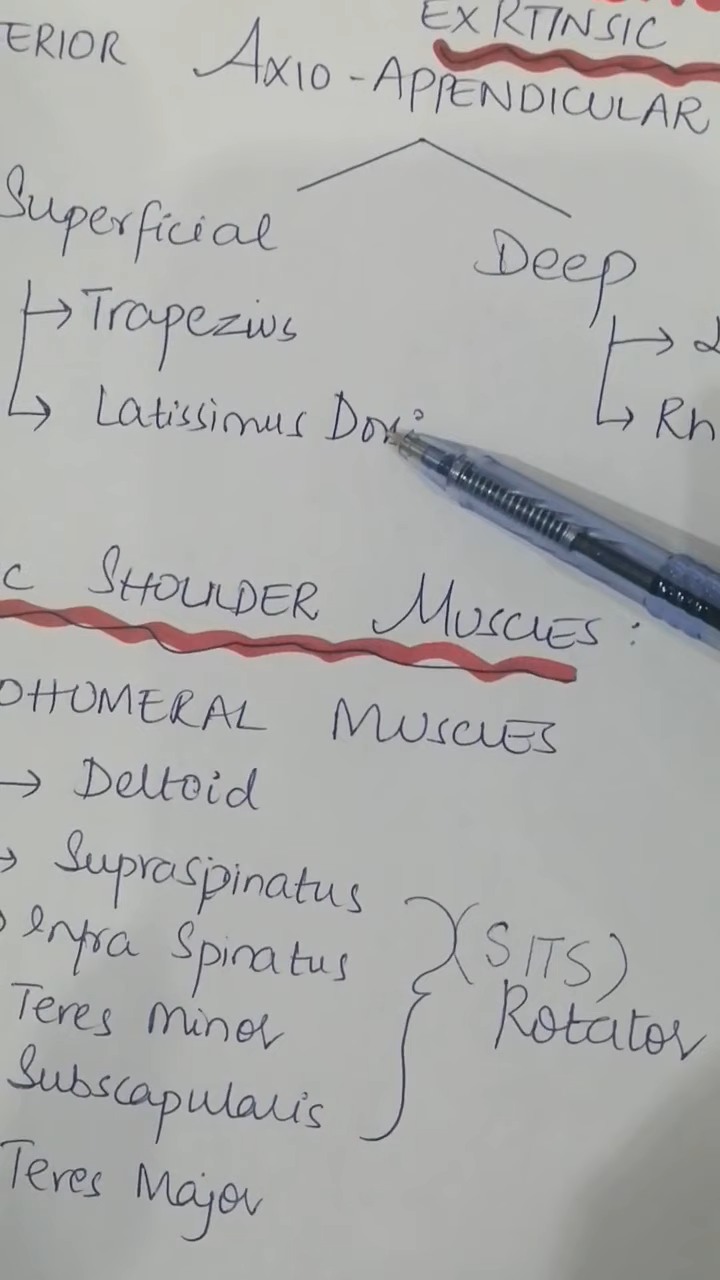 EXRTINSIC
ERIOR AXIO-APPENDICULAR
Superficial
Deep
→ Trapezius
→ Latissimus Dorsi
→ Rh
C SHOULDER MUSCLES:
OHUMERAL MUSCLES
→ Deltoid
→ Supraspinatus
Infra Spinatus
(SITS)
Teres Minor
Rotator
Subscapularis
Teres Major